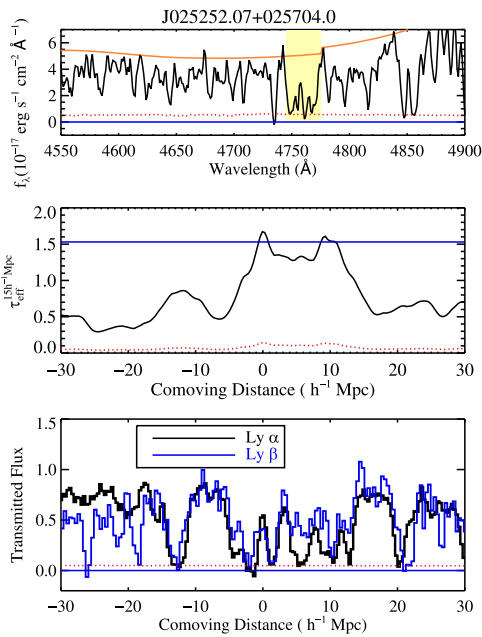 J025252.07+025704.0
f_λ(10⁻¹⁷ erg s⁻¹ cm⁻² Å⁻¹)
6
4
2
0
4550 4600 4650 4700 4750 4800 4850 4900
Wavelength (Å)
τ_eff^15h⁻¹Mpc
2.0
1.5
1.0
0.5
0.0
−30 −20 −10 0 10 20 30
Comoving Distance ( h⁻¹ Mpc)
Transmitted Flux
1.5
1.0
0.5
0.0
Ly α
Ly β
−30 −20 −10 0 10 20 30
Comoving Distance ( h⁻¹ Mpc)